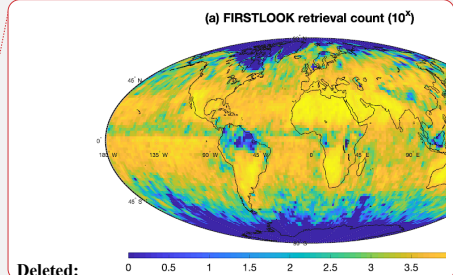 (a) FIRSTLOOK retrieval count (10^x)
45° N
0°
180° W
135° W
90° W
45° W
0°
45° E
90° E
45° S
Deleted:
0 0.5 1 1.5 2 2.5 3 3.5